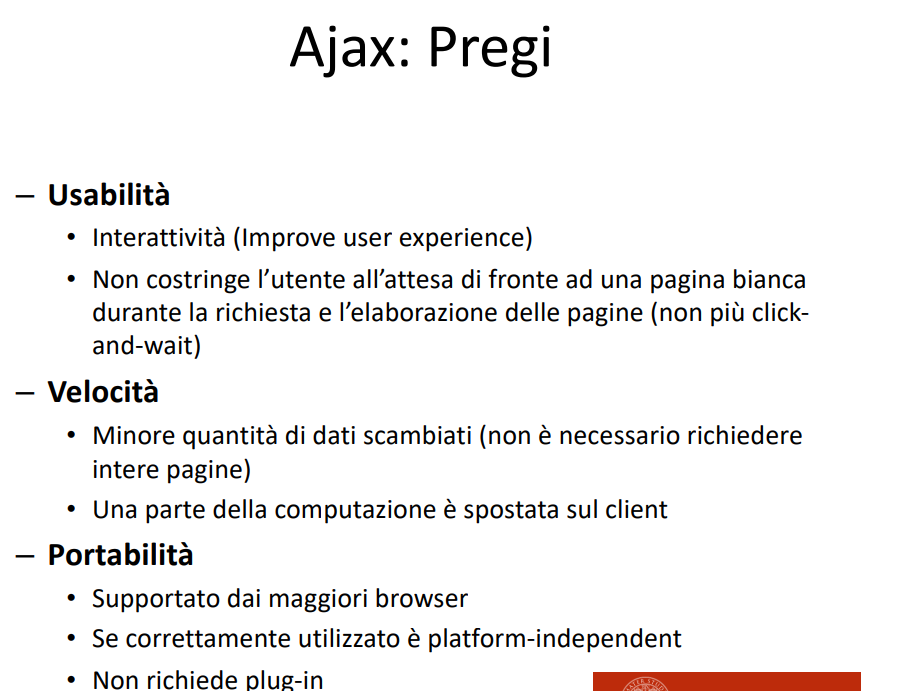 Ajax: Pregi
– Usabilità
• Interattività (Improve user experience)
• Non costringe l’utente all’attesa di fronte ad una pagina bianca
durante la richiesta e l’elaborazione delle pagine (non più click-
and-wait)
– Velocità
• Minore quantità di dati scambiati (non è necessario richiedere
intere pagine)
• Una parte della computazione è spostata sul client
– Portabilità
• Supportato dai maggiori browser
• Se correttamente utilizzato è platform-independent
• Non richiede plug-in